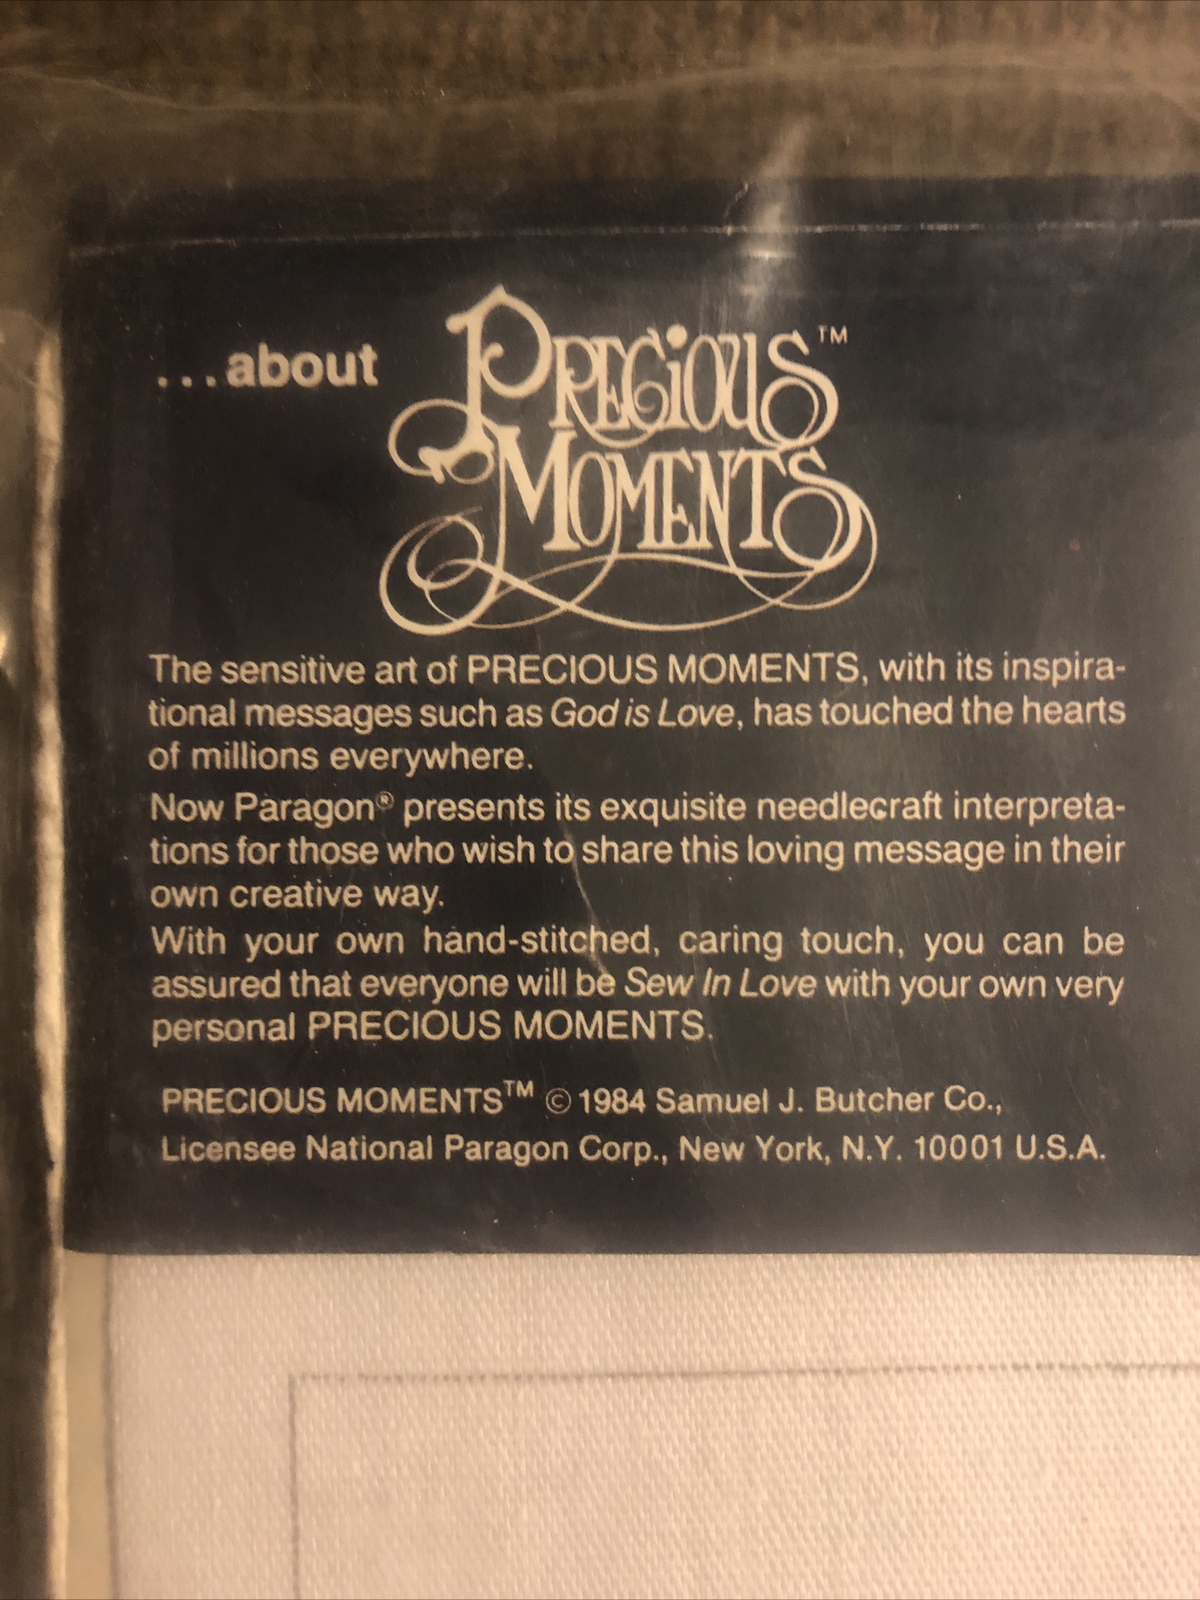 ...about
PRECIOUS™
MOMENTS
The sensitive art of PRECIOUS MOMENTS, with its inspira-
tional messages such as God is Love, has touched the hearts
of millions everywhere.
Now Paragon® presents its exquisite needlecraft interpreta-
tions for those who wish to share this loving message in their
own creative way.
With your own hand-stitched, caring touch, you can be
assured that everyone will be Sew In Love with your own very
personal PRECIOUS MOMENTS.
PRECIOUS MOMENTS™ © 1984 Samuel J. Butcher Co.,
Licensee National Paragon Corp., New York, N.Y. 10001 U.S.A.